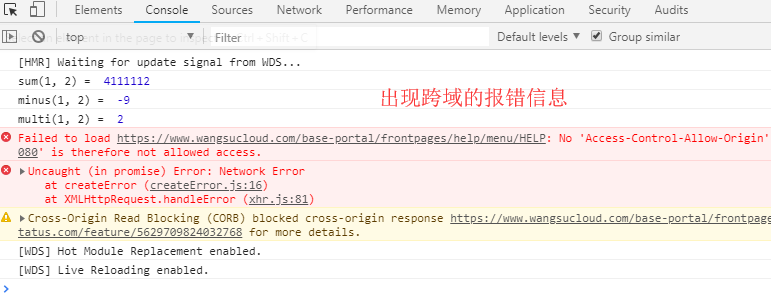 Elements Console Sources Network Performance Memory Application Security Audits
top Filter Default levels Group similar
[HMR] Waiting for update signal from WDS...
sum(1, 2) = 4111112
minus(1, 2) = -9
multi(1, 2) = 2
出现跨域的报错信息
Failed to load https://www.wangsucloud.com/base-portal/frontpages/help/menu/HELP: No 'Access-Control-Allow-Origin'
080' is therefore not allowed access.
Uncaught (in promise) Error: Network Error
at createError (createError.js:16)
at XMLHttpRequest.handleError (xhr.js:81)
Cross-Origin Read Blocking (CORB) blocked cross-origin response https://www.wangsucloud.com/base-portal/frontpage
tatus.com/feature/5629709824032768 for more details.
[WDS] Hot Module Replacement enabled.
[WDS] Live Reloading enabled.